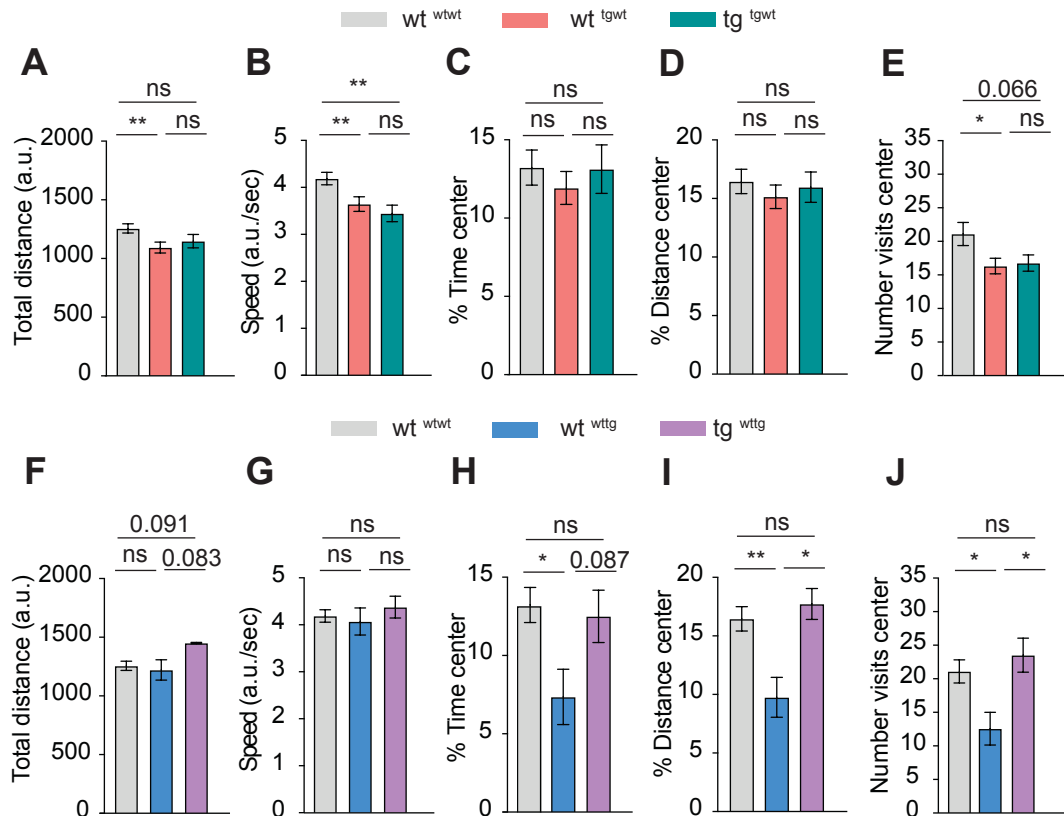 wt wtwt wt tgwt tg tgwt
A B C D E
ns
** ns
Total distance (a.u.)
2000
1500
1000
500
0
**
** ns
Speed (a.u./sec)
5
4
3
2
1
0
ns
ns ns
% Time center
15
10
5
0
ns
ns ns
% Distance center
20
15
10
5
0
0.066
* ns
Number visits center
35
30
25
20
15
10
5
0
wt wtwt wt wttg tg wttg
F G H I J
0.091
ns 0.083
Total distance (a.u.)
2000
1500
1000
500
0
ns
ns ns
Speed (a.u./sec)
5
4
3
2
1
0
ns
* 0.087
% Time center
15
10
5
0
ns
** *
% Distance center
20
15
10
5
0
ns
* *
Number visits center
35
30
25
20
15
10
5
0